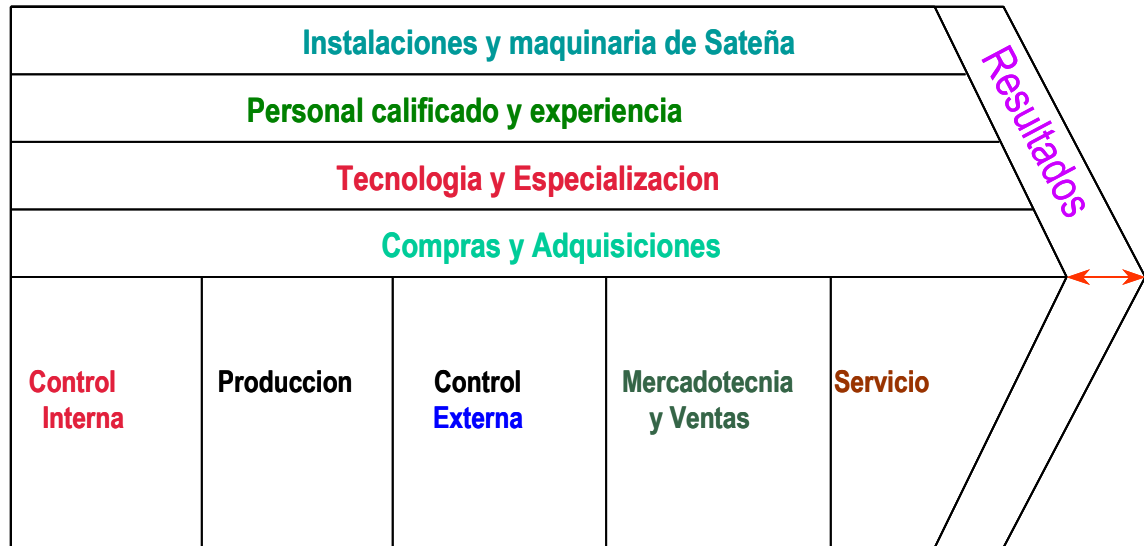 Instalaciones y maquinaria de Sateña
Personal calificado y experiencia
Tecnologia y Especializacion
Compras y Adquisiciones
Resultados
Control
Interna
Produccion
Control
Externa
Mercadotecnia
y Ventas
Servicio